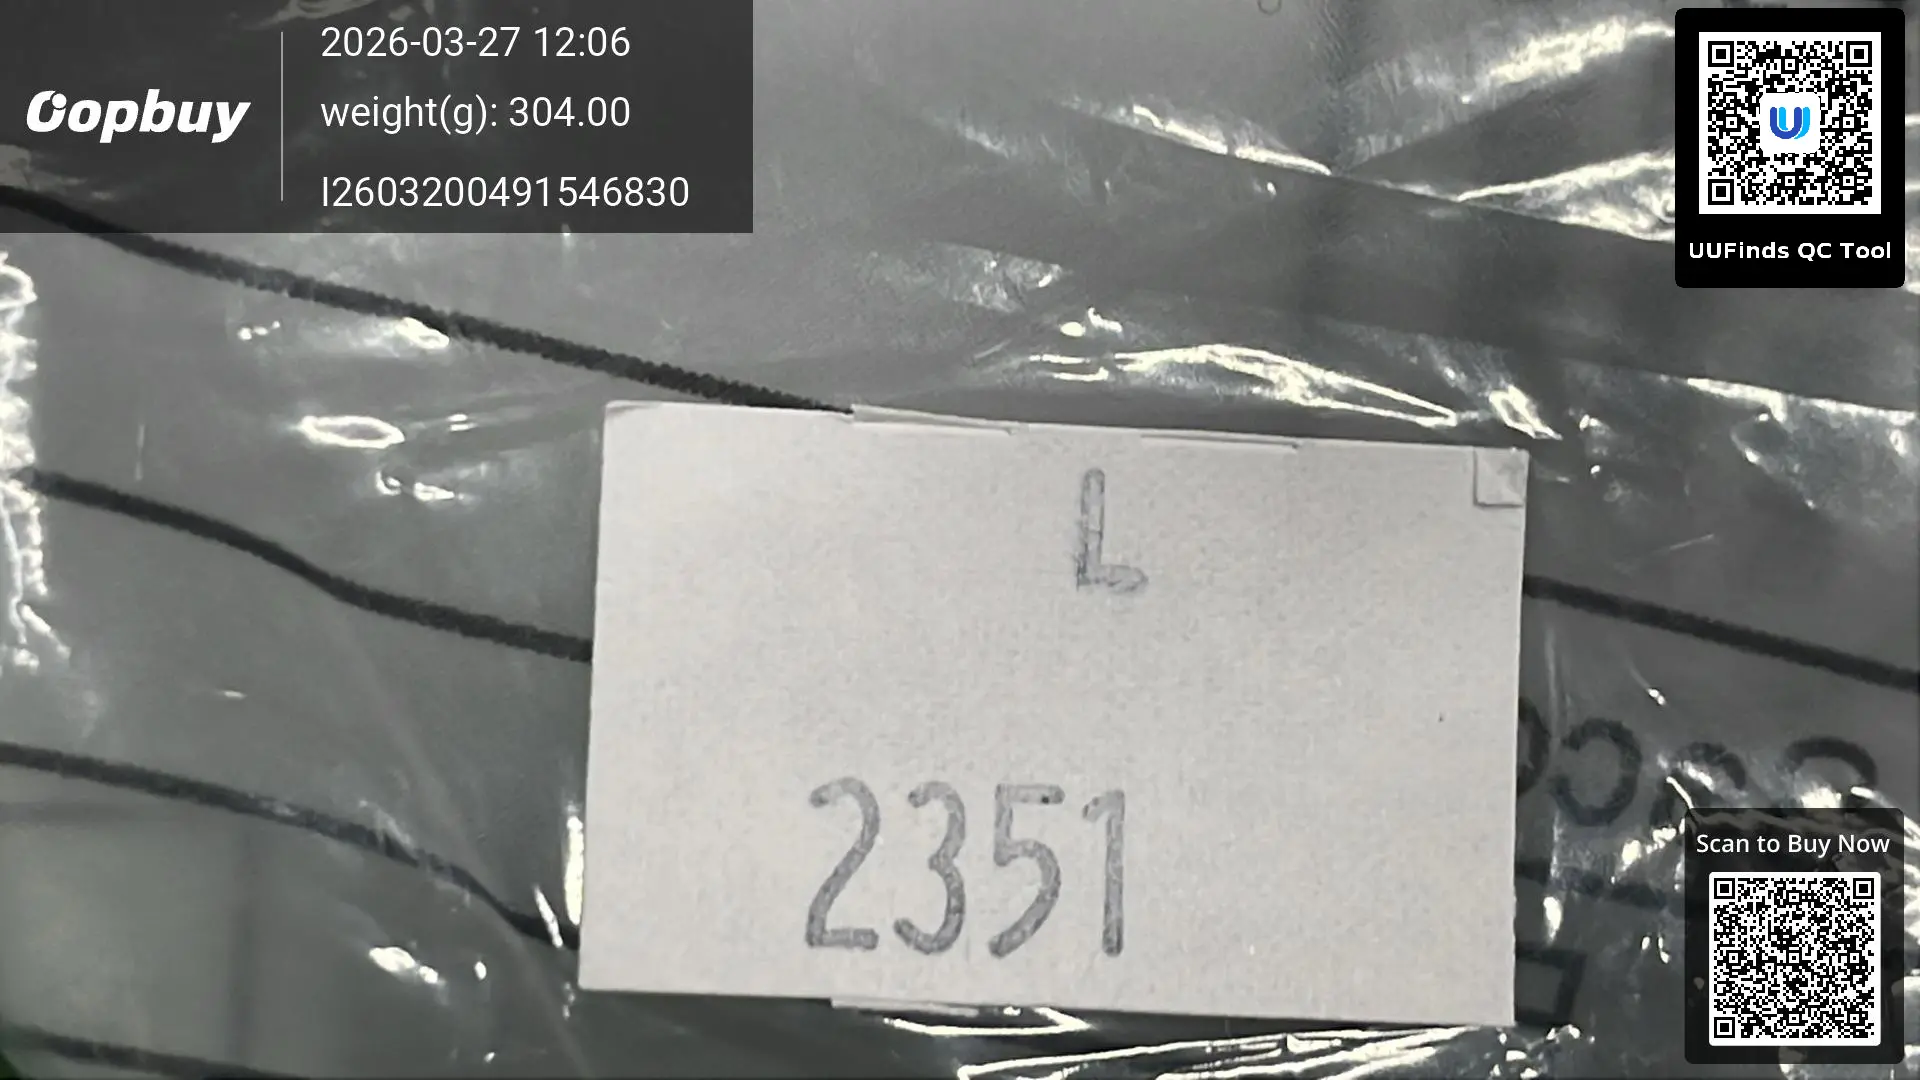 2026-03-27 12:06
oopbuy
weight(g): 304.00
I2603200491546830
UUFinds QC Tool
L
2351
Scan to Buy Now